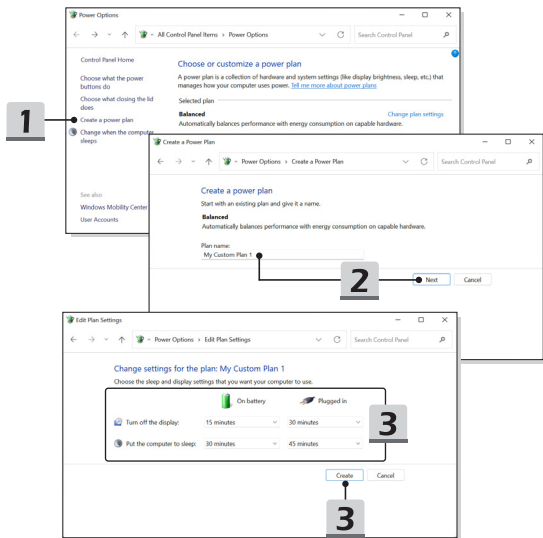 Power Options
All Control Panel Items > Power Options
Search Control Panel
Control Panel Home
Choose what the power
buttons do
Choose what closing the lid
does
Create a power plan
Change when the computer
sleeps
See also
Windows Mobility Center
User Accounts
Choose or customize a power plan
A power plan is a collection of hardware and system settings (like display brightness, sleep, etc.) that
manages how your computer uses power. Tell me more about power plans
Selected plan
Balanced
Change plan settings
Automatically balances performance with energy consumption on capable hardware.
1
Create a Power Plan
Power Options > Create a Power Plan
Search Control Panel
Create a power plan
Start with an existing plan and give it a name.
Balanced
Automatically balances performance with energy consumption on capable hardware.
Plan name:
My Custom Plan 1
2
Next Cancel
Edit Plan Settings
Power Options > Edit Plan Settings
Search Control Panel
Change settings for the plan: My Custom Plan 1
Choose the sleep and display settings that you want your computer to use.
On battery Plugged in
Turn off the display: 15 minutes 30 minutes
Put the computer to sleep: 30 minutes 45 minutes
3
Create Cancel
3